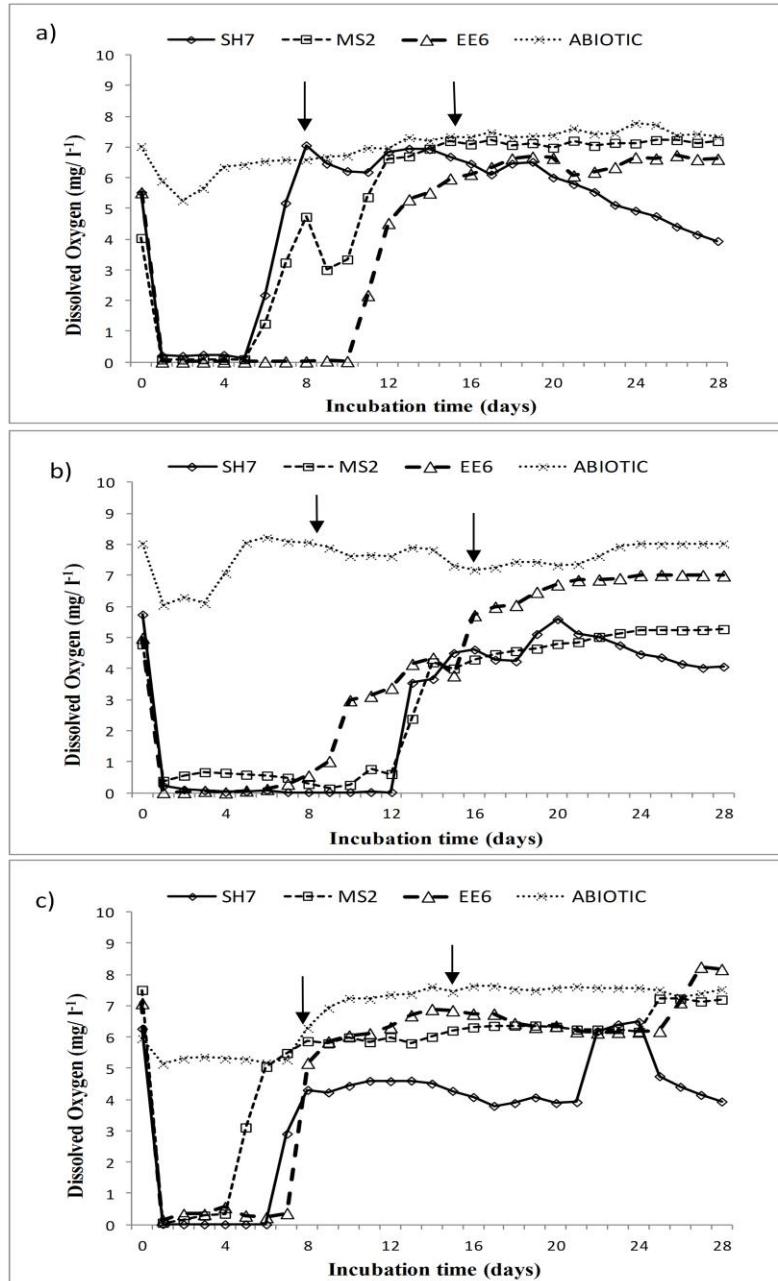 a)
SH7 MS2 EE6 ABIOTIC
10
9
8
7
6
5
4
3
2
1
0
Dissolved Oxygen (mg/ l-1)
0 4 8 12 16 20 24 28
Incubation time (days)
b)
SH7 MS2 EE6 ABIOTIC
10
9
8
7
6
5
4
3
2
1
0
Dissolved Oxygen (mg/ l-1)
0 4 8 12 16 20 24 28
Incubation time (days)
c)
SH7 MS2 EE6 ABIOTIC
10
9
8
7
6
5
4
3
2
1
0
Dissolved Oxygen (mg/ l-1)
0 4 8 12 16 20 24 28
Incubation time (days)